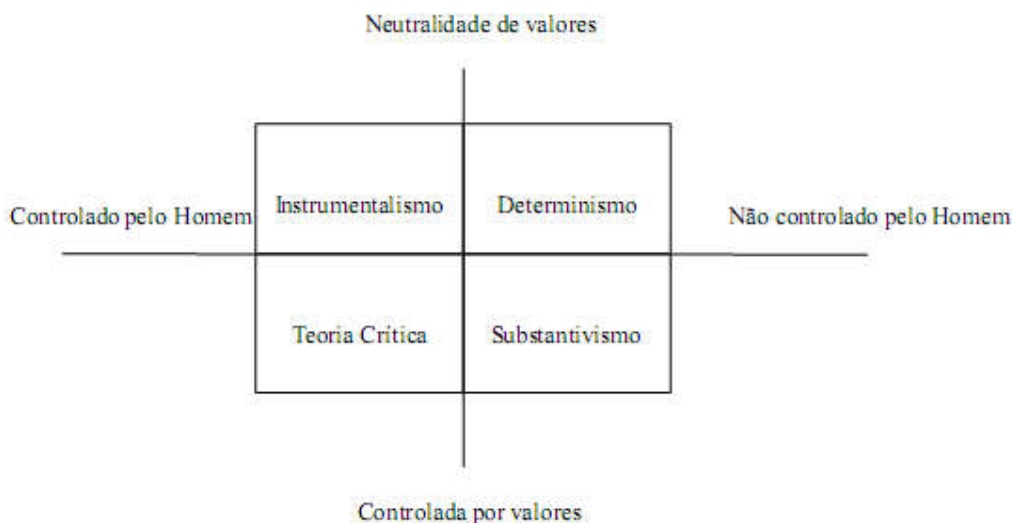 Neutralidade de valores
Instrumentalismo
Determinismo
Controlado pelo Homem
Não controlado pelo Homem
Teoria Crítica
Substantivismo
Controlada por valores